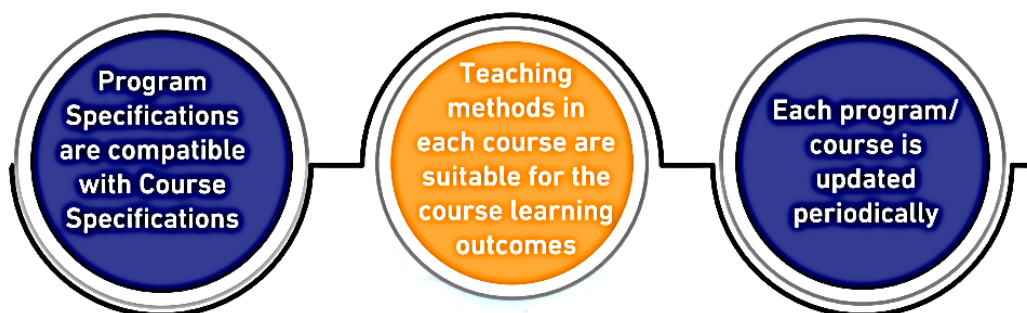 Program
Specifications
are compatible
with Course
Specifications
Teaching
methods in
each course are
suitable for the
course learning
outcomes
Each program/
course is
updated
periodically